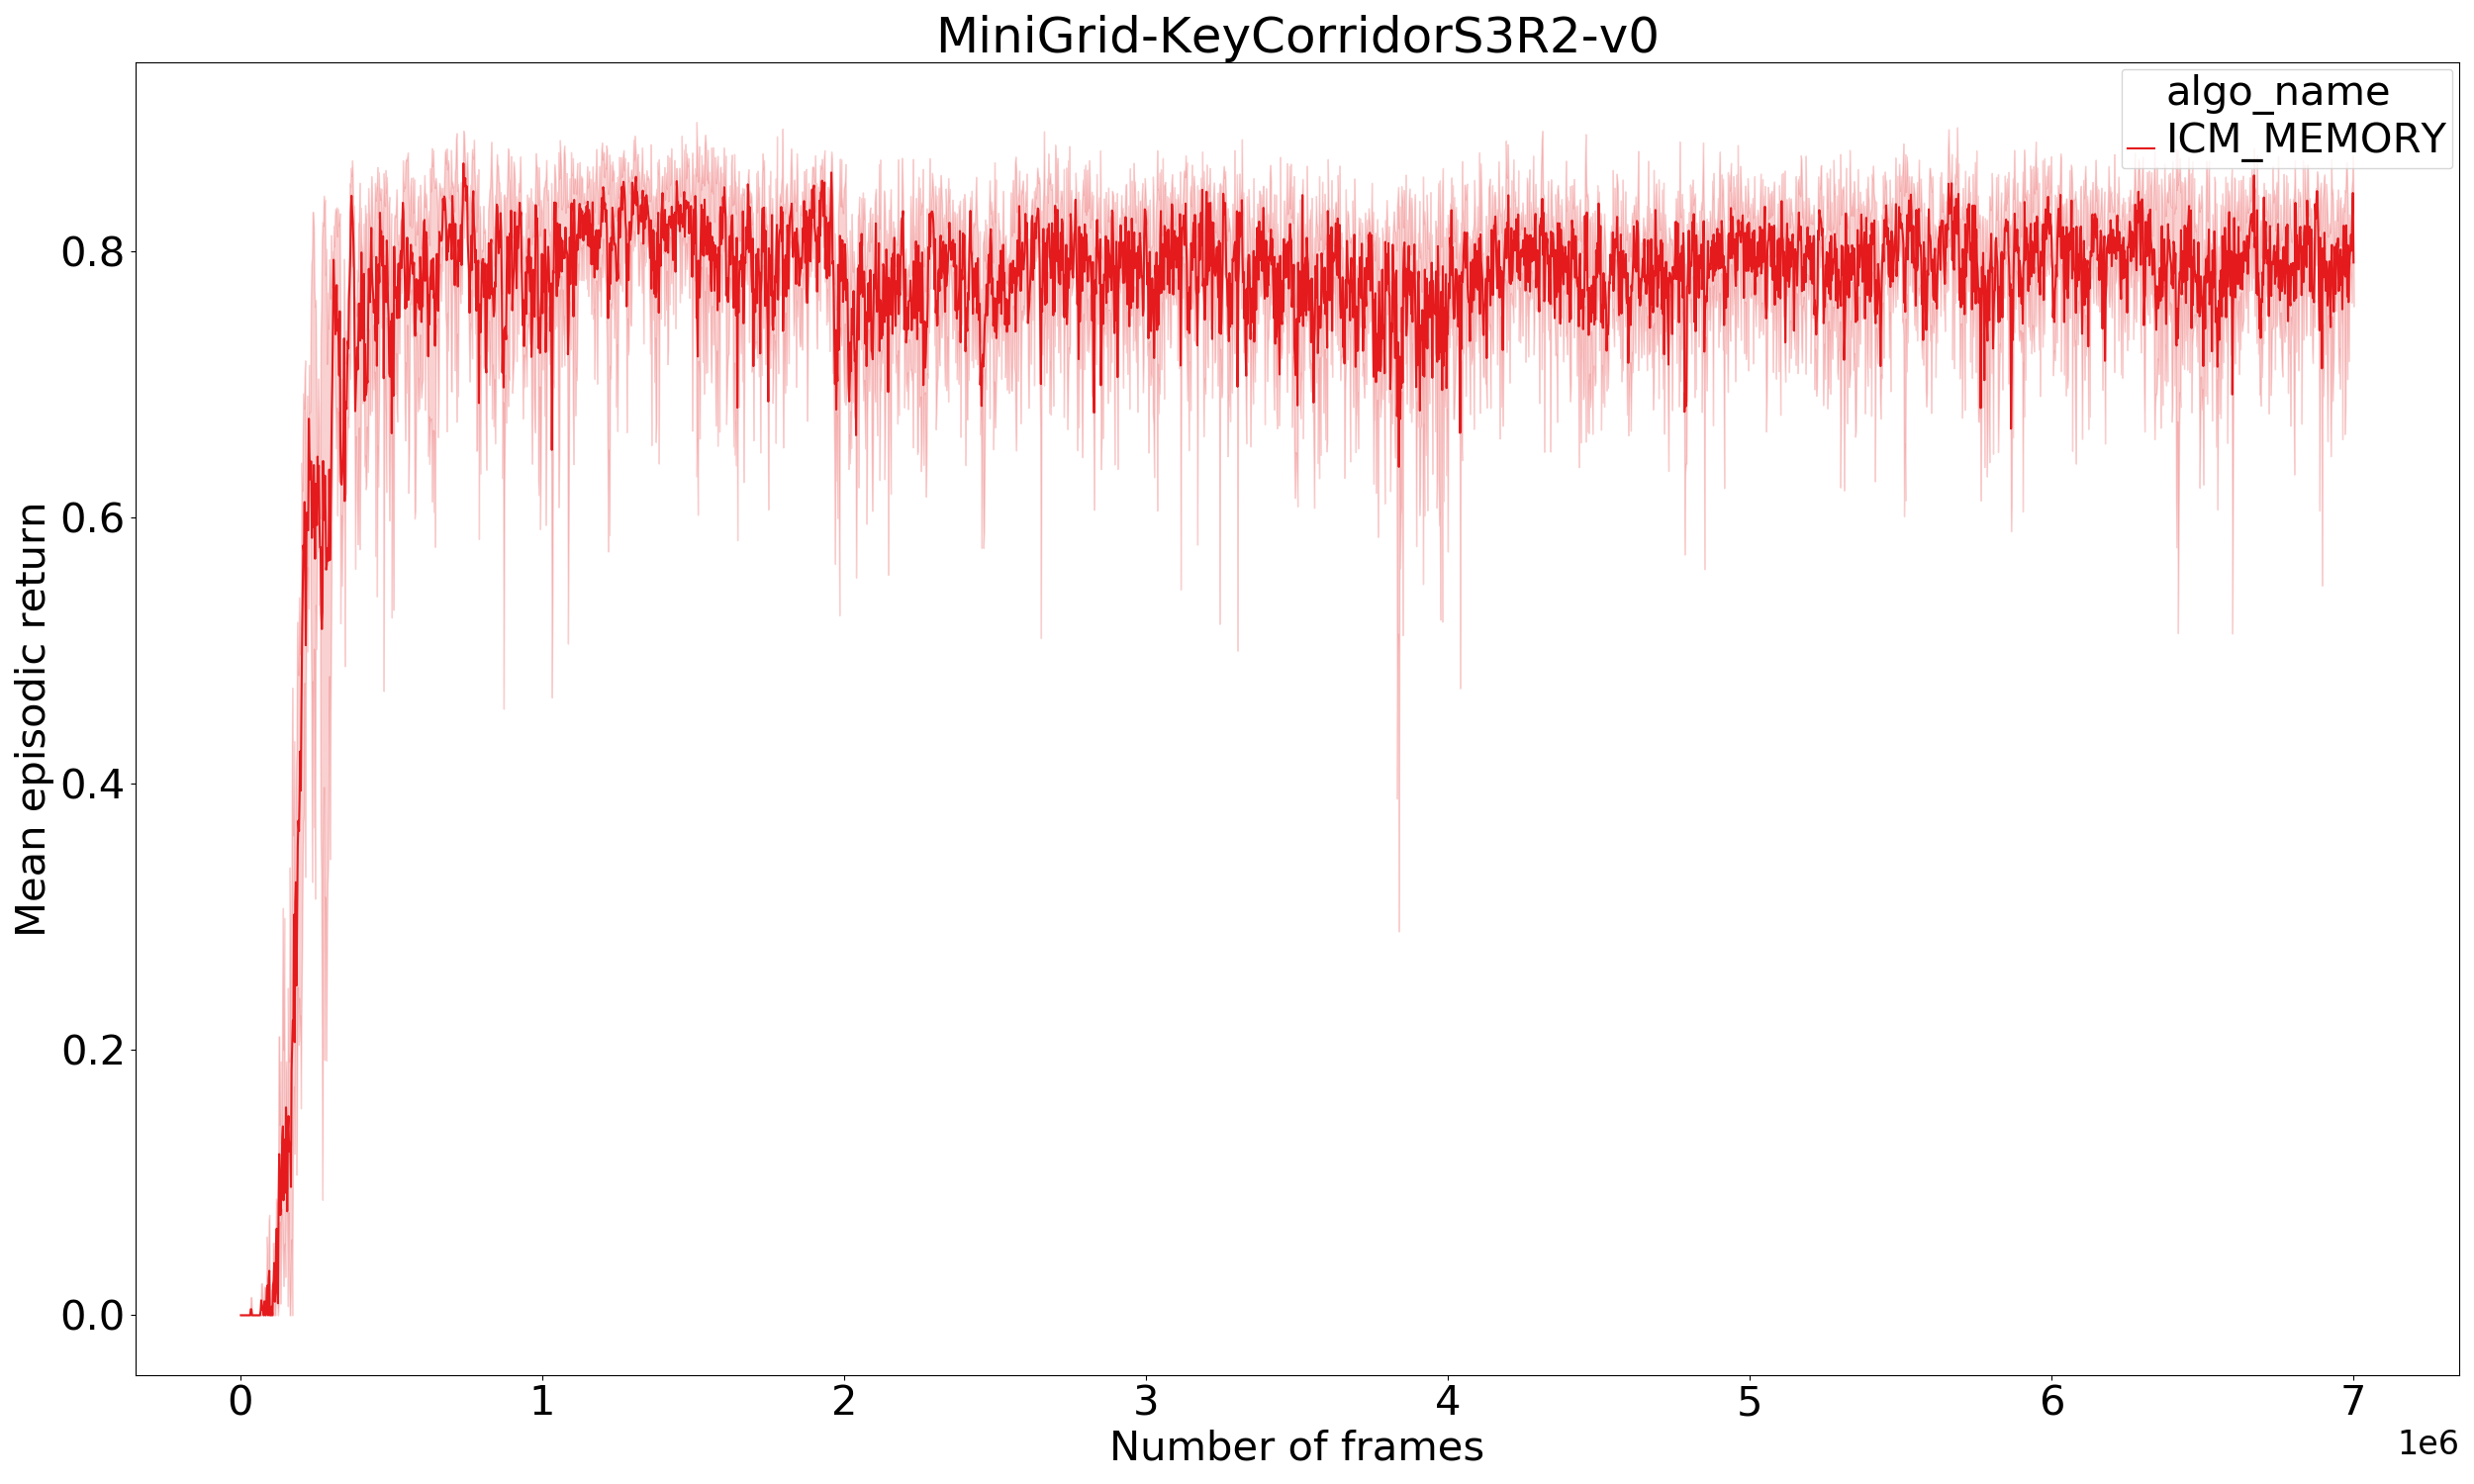 MiniGrid-KeyCorridorS3R2-v0
algo_name
ICM_MEMORY
Mean episodic return
0.8
0.6
0.4
0.2
0.0
0 1 2 3 4 5 6 7
1e6
Number of frames